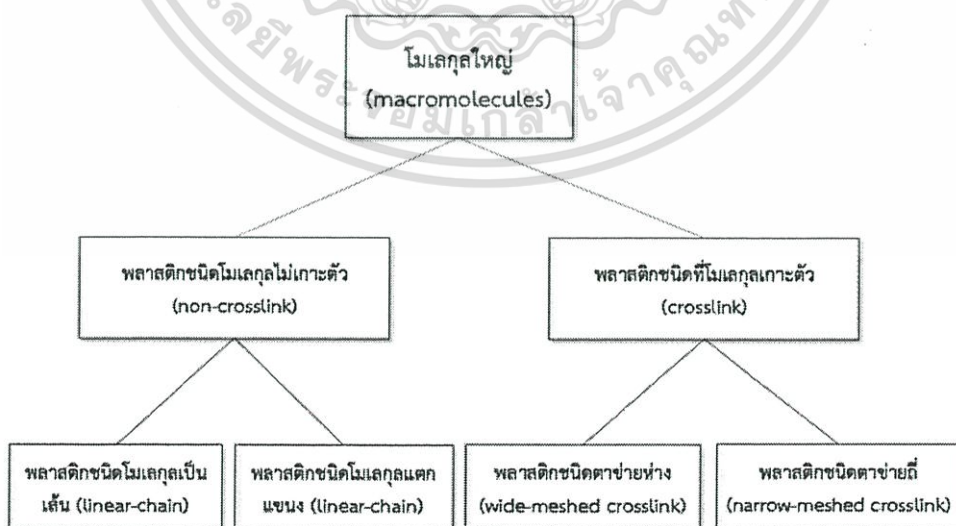 โมเลกุลใหญ่
(macromolecules)
พลาสติกชนิดโมเลกุลไม่เกาะตัว
(non-crosslink)
พลาสติกชนิดที่โมเลกุลเกาะตัว
(crosslink)
พลาสติกชนิดโมเลกุลเป็น
เส้น (linear-chain)
พลาสติกชนิดโมเลกุลแตก
แขนง (linear-chain)
พลาสติกชนิดตาข่ายห่าง
(wide-meshed crosslink)
พลาสติกชนิดตาข่ายถี่
(narrow-meshed crosslink)